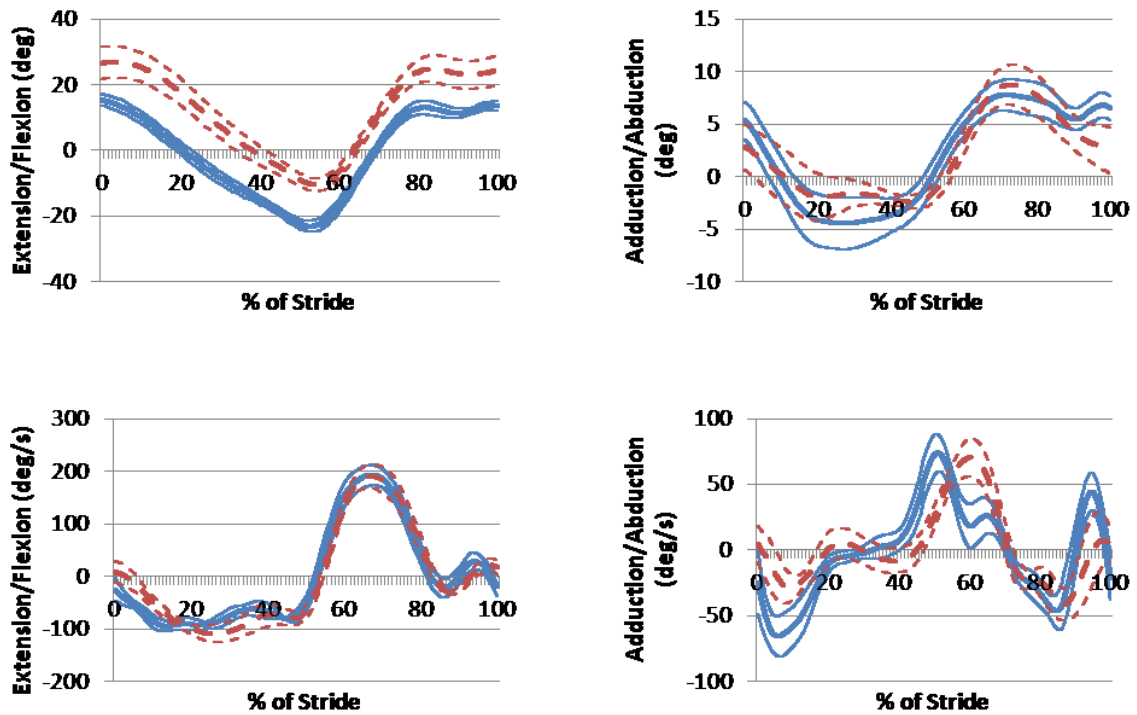 Extension/Flexion (deg)
40
20
0
-20
-40
0 20 40 60 80 100
% of Stride
Adduction/Abduction
(deg)
15
10
5
0
-5
-10
0 20 40 60 80 100
% of Stride
Extension/Flexion (deg/s)
300
200
100
0
-100
-200
0 20 40 60 80 100
% of Stride
Adduction/Abduction
(deg/s)
100
50
0
-50
-100
0 20 40 60 80 100
% of Stride